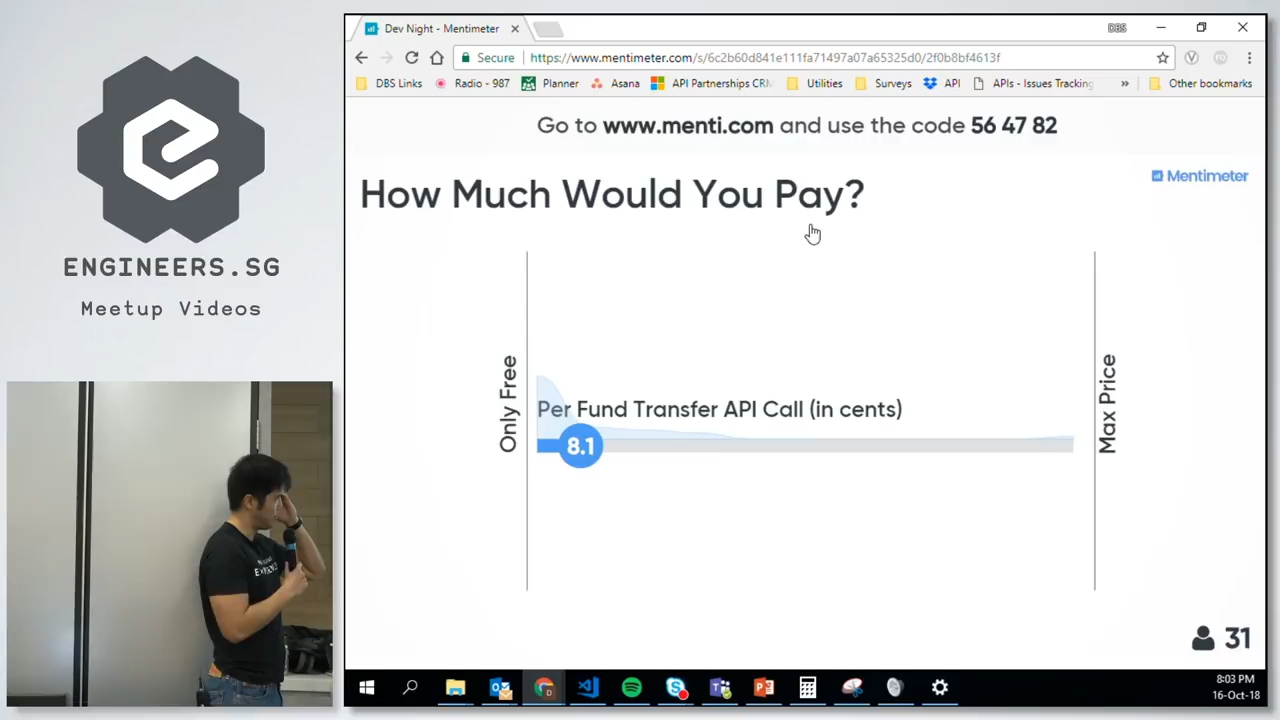 ENGINEERS.SG
Meetup Videos
Dev Night - Mentimeter
DBS
Secure
https://www.mentimeter.com/s/6c2b60d841e111fa71497a07a65325d0/2f0b8bf4613f
DBS Links
Radio - 987
Planner
Asana
API Partnerships CRM
Utilities
Surveys
API
APIs - Issues Tracking
»
Other bookmarks
Go to www.menti.com and use the code 56 47 82
Mentimeter
How Much Would You Pay?
Only Free
Per Fund Transfer API Call (in cents)
8.1
Max Price
31
8:03 PM
16-Oct-18